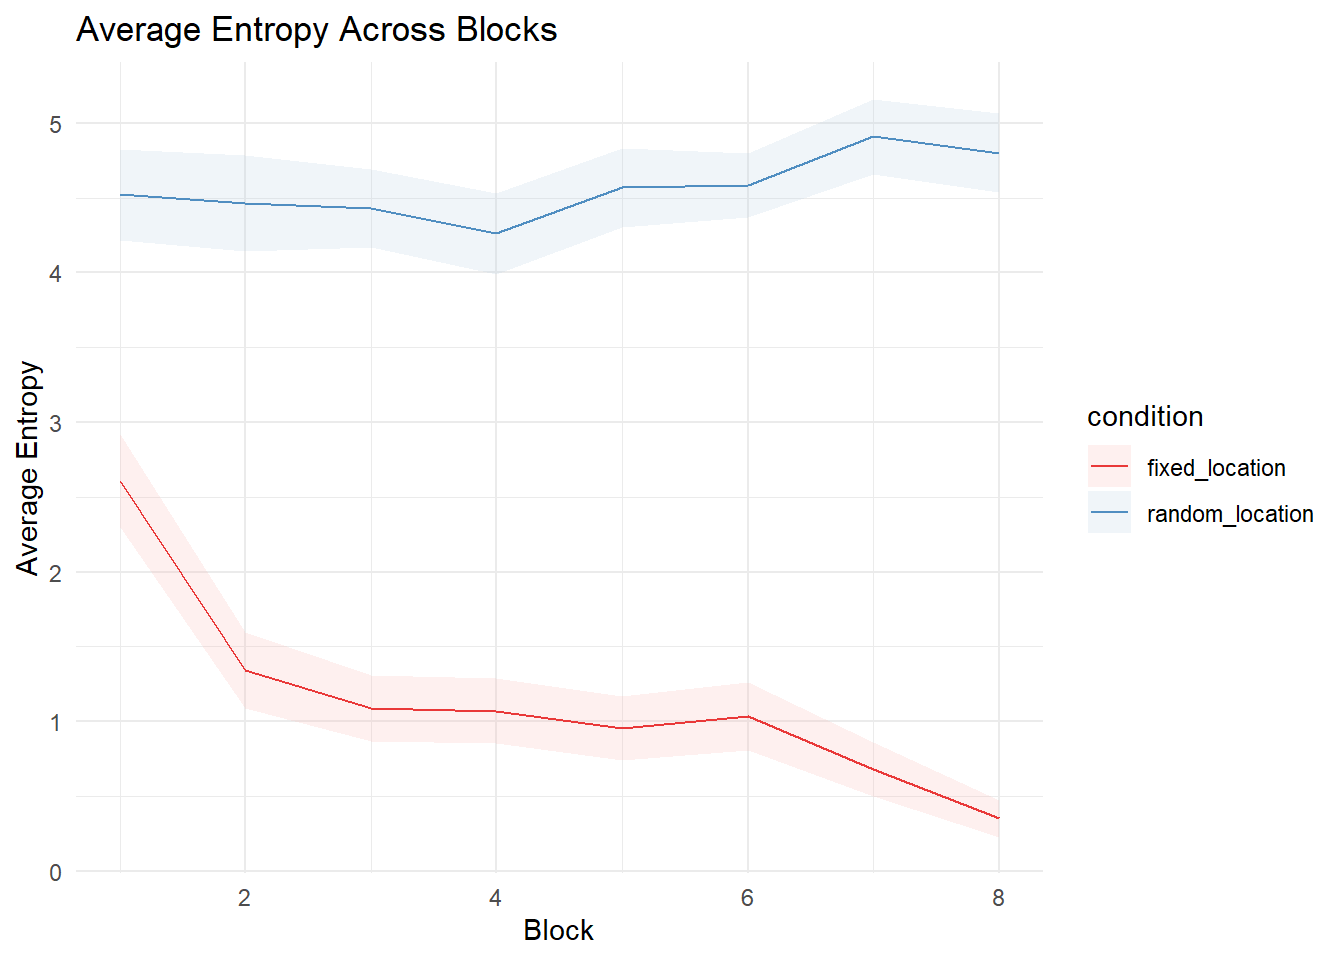 Average Entropy Across Blocks
Average Entropy
5
4
3
2
1
0
2 4 6 8
Block
condition
fixed_location
random_location